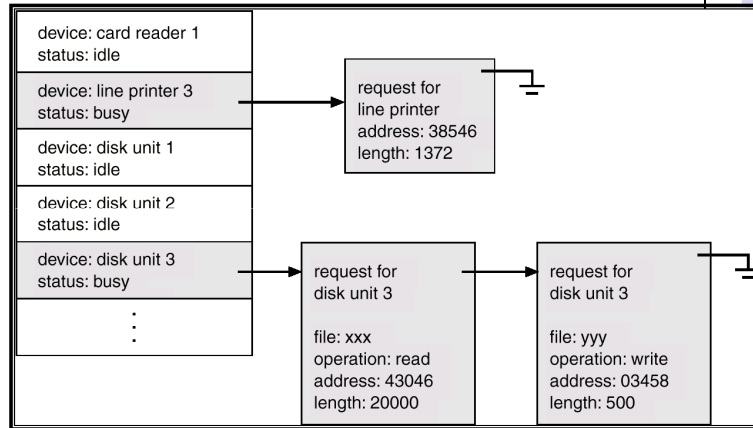 device: card reader 1
status: idle
device: line printer 3
status: busy
device: disk unit 1
status: idle
device: disk unit 2
status: idle
device: disk unit 3
status: busy
request for
line printer
address: 38546
length: 1372
request for
disk unit 3
file: xxx
operation: read
address: 43046
length: 20000
request for
disk unit 3
file: yyy
operation: write
address: 03458
length: 500